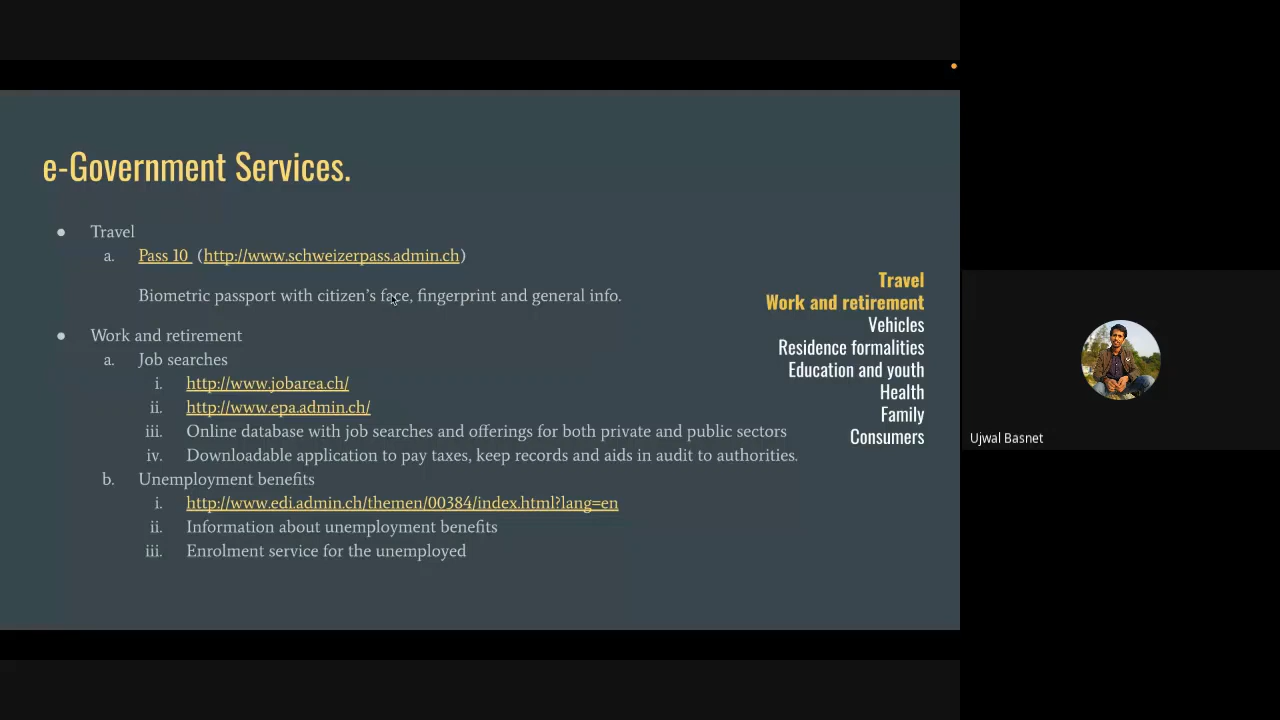 e-Government Services.
● Travel
a. Pass 10 (http://www.schweizerpass.admin.ch)
Biometric passport with citizen's face, fingerprint and general info.
● Work and retirement
a. Job searches
i. http://www.jobarea.ch/
ii. http://www.epa.admin.ch/
iii. Online database with job searches and offerings for both private and public sectors
iv. Downloadable application to pay taxes, keep records and aids in audit to authorities.
b. Unemployment benefits
i. http://www.edi.admin.ch/themen/00384/index.html?lang=en
ii. Information about unemployment benefits
iii. Enrolment service for the unemployed
Travel
Work and retirement
Vehicles
Residence formalities
Education and youth
Health
Family
Consumers
Ujwal Basnet